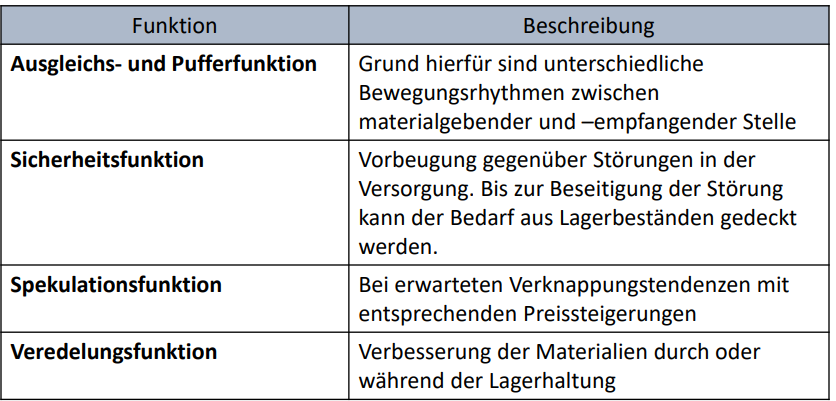 Funktion Beschreibung
Ausgleichs- und Pufferfunktion Grund hierfür sind unterschiedliche
Bewegungsrhythmen zwischen
materialgebender und –empfangender Stelle
Sicherheitsfunktion Vorbeugung gegenüber Störungen in der
Versorgung. Bis zur Beseitigung der Störung
kann der Bedarf aus Lagerbeständen gedeckt
werden.
Spekulationsfunktion Bei erwarteten Verknappungstendenzen mit
entsprechenden Preissteigerungen
Veredelungsfunktion Verbesserung der Materialien durch oder
während der Lagerhaltung